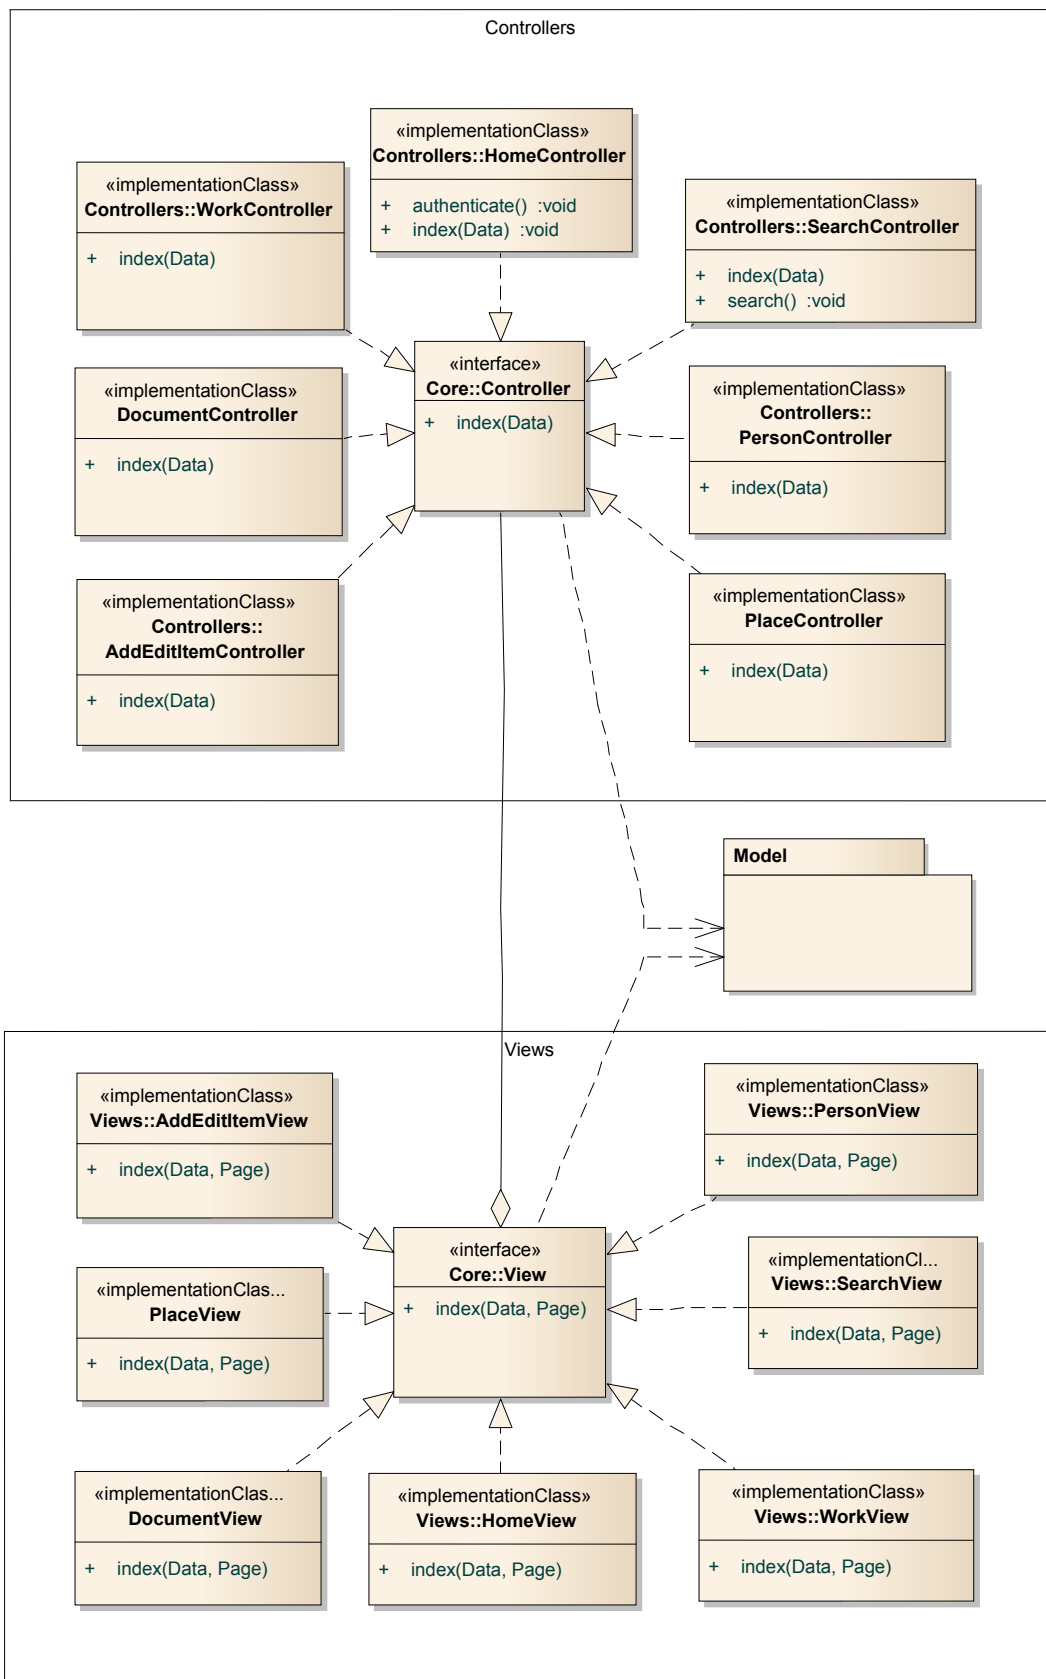 Controllers
«implementationClass»
Controllers::HomeController
+ authenticate() :void
+ index(Data) :void
«implementationClass»
Controllers::WorkController
+ index(Data)
«implementationClass»
Controllers::SearchController
+ index(Data)
+ search() :void
«interface»
Core::Controller
+ index(Data)
«implementationClass»
DocumentController
+ index(Data)
«implementationClass»
Controllers::
PersonController
+ index(Data)
«implementationClass»
Controllers::
AddEditItemController
+ index(Data)
«implementationClass»
PlaceController
+ index(Data)
Model
Views
«implementationClass»
Views::AddEditItemView
+ index(Data, Page)
«implementationClass»
Views::PersonView
+ index(Data, Page)
«interface»
Core::View
+ index(Data, Page)
«implementationCl...
Views::SearchView
+ index(Data, Page)
«implementationClas...
PlaceView
+ index(Data, Page)
«implementationClas...
DocumentView
+ index(Data, Page)
«implementationClass»
Views::HomeView
+ index(Data, Page)
«implementationClass»
Views::WorkView
+ index(Data, Page)